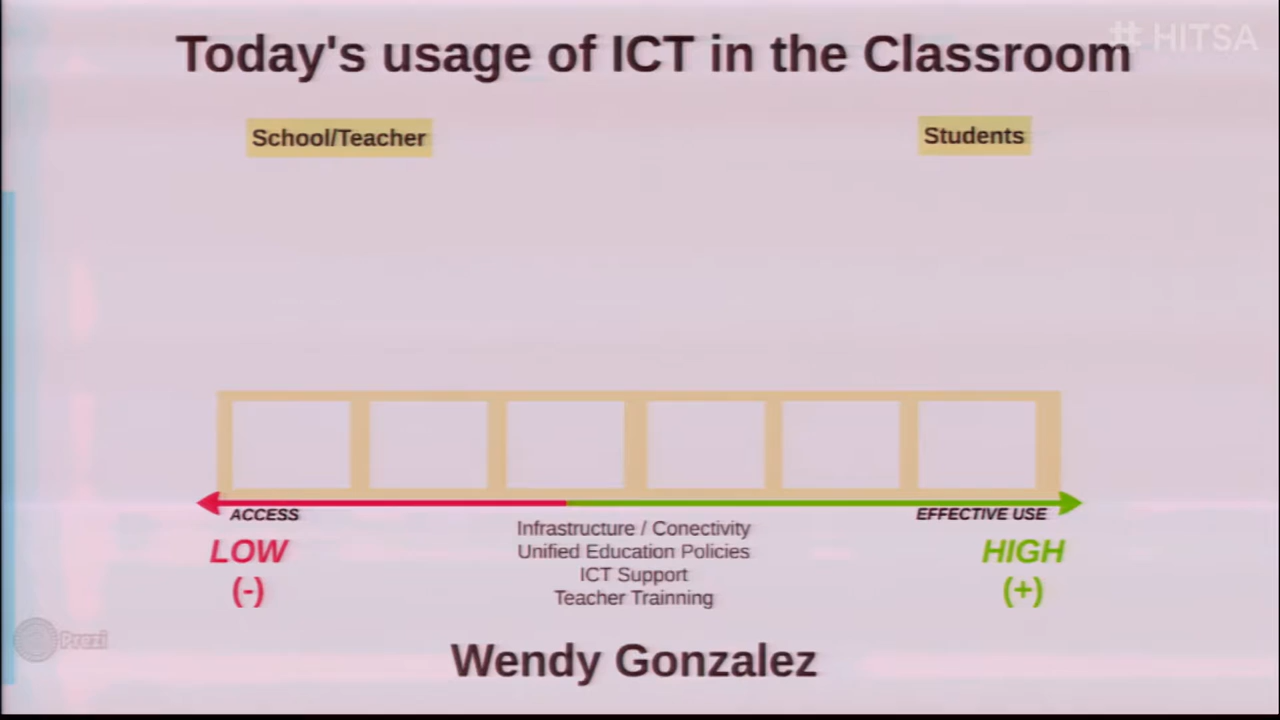 Today's usage of ICT in the Classroom
# HITSA
School/Teacher
Students
ACCESS
EFFECTIVE USE
LOW
(-)
HIGH
(+)
Infrastructure / Conectivity
Unified Education Policies
ICT Support
Teacher Trainning
Prezi
Wendy Gonzalez